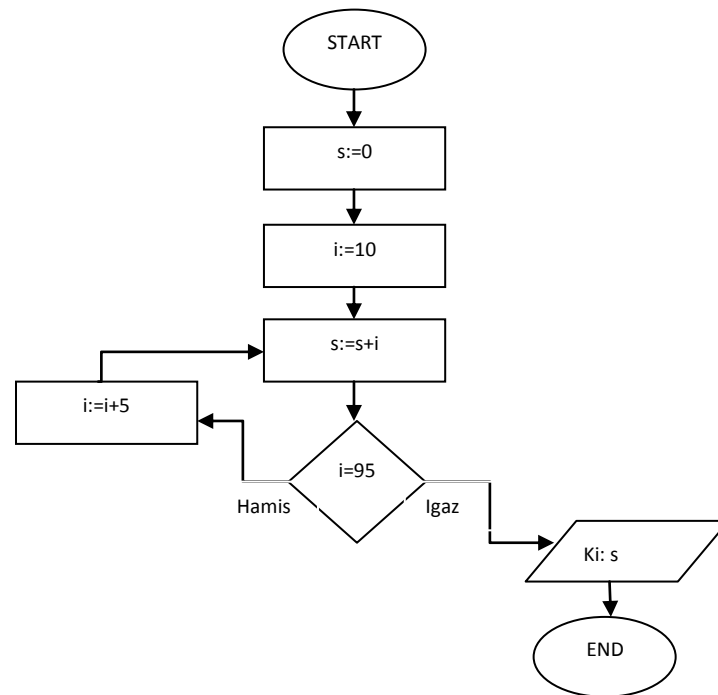 START
s:=0
i:=10
s:=s+i
i:=i+5
i=95
Hamis
Igaz
Ki: s
END